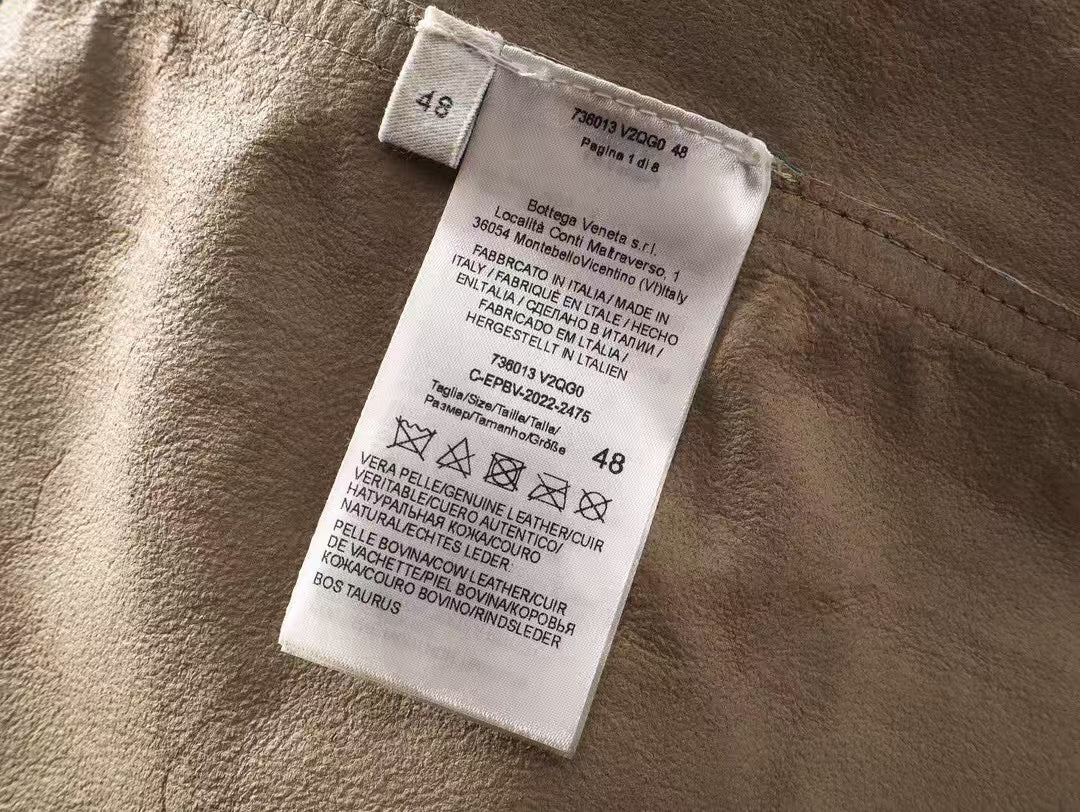 48
736013 V2QG0 48
Pagina 1 di 8
Bottega Veneta s.r.l.
Località Conti Maltraverso, 1
36054 MontebelloVicentino (VI)Italy
FABBRCATO IN ITALIA / MADE IN
ITALY / FABRIQUÉ EN LTALE / HECHO
ENLTALIA / СДЕЛАНО В ИТАЛИИ /
FABRICADO EM LTÁLIA /
HERGESTELLT IN LTALIEN
736013 V2QG0
C-EPBV-2022-2475
Taglia/Size/Taille/Talla/
Размер/Tamanho/Größe 48
VERA PELLE/GENUINE LEATHER/CUIR
VERITABLE/CUERO AUTENTICO/
НАТУРАЛЬНАЯ КОЖА/COURO
NATURAL/ECHTES LEDER
PELLE BOVINA/COW LEATHER/CUIR
DE VACHETTE/PIEL BOVINA/КОРОВЬЯ
КОЖА/COURO BOVINO/RINDSLEDER
BOS TAURUS